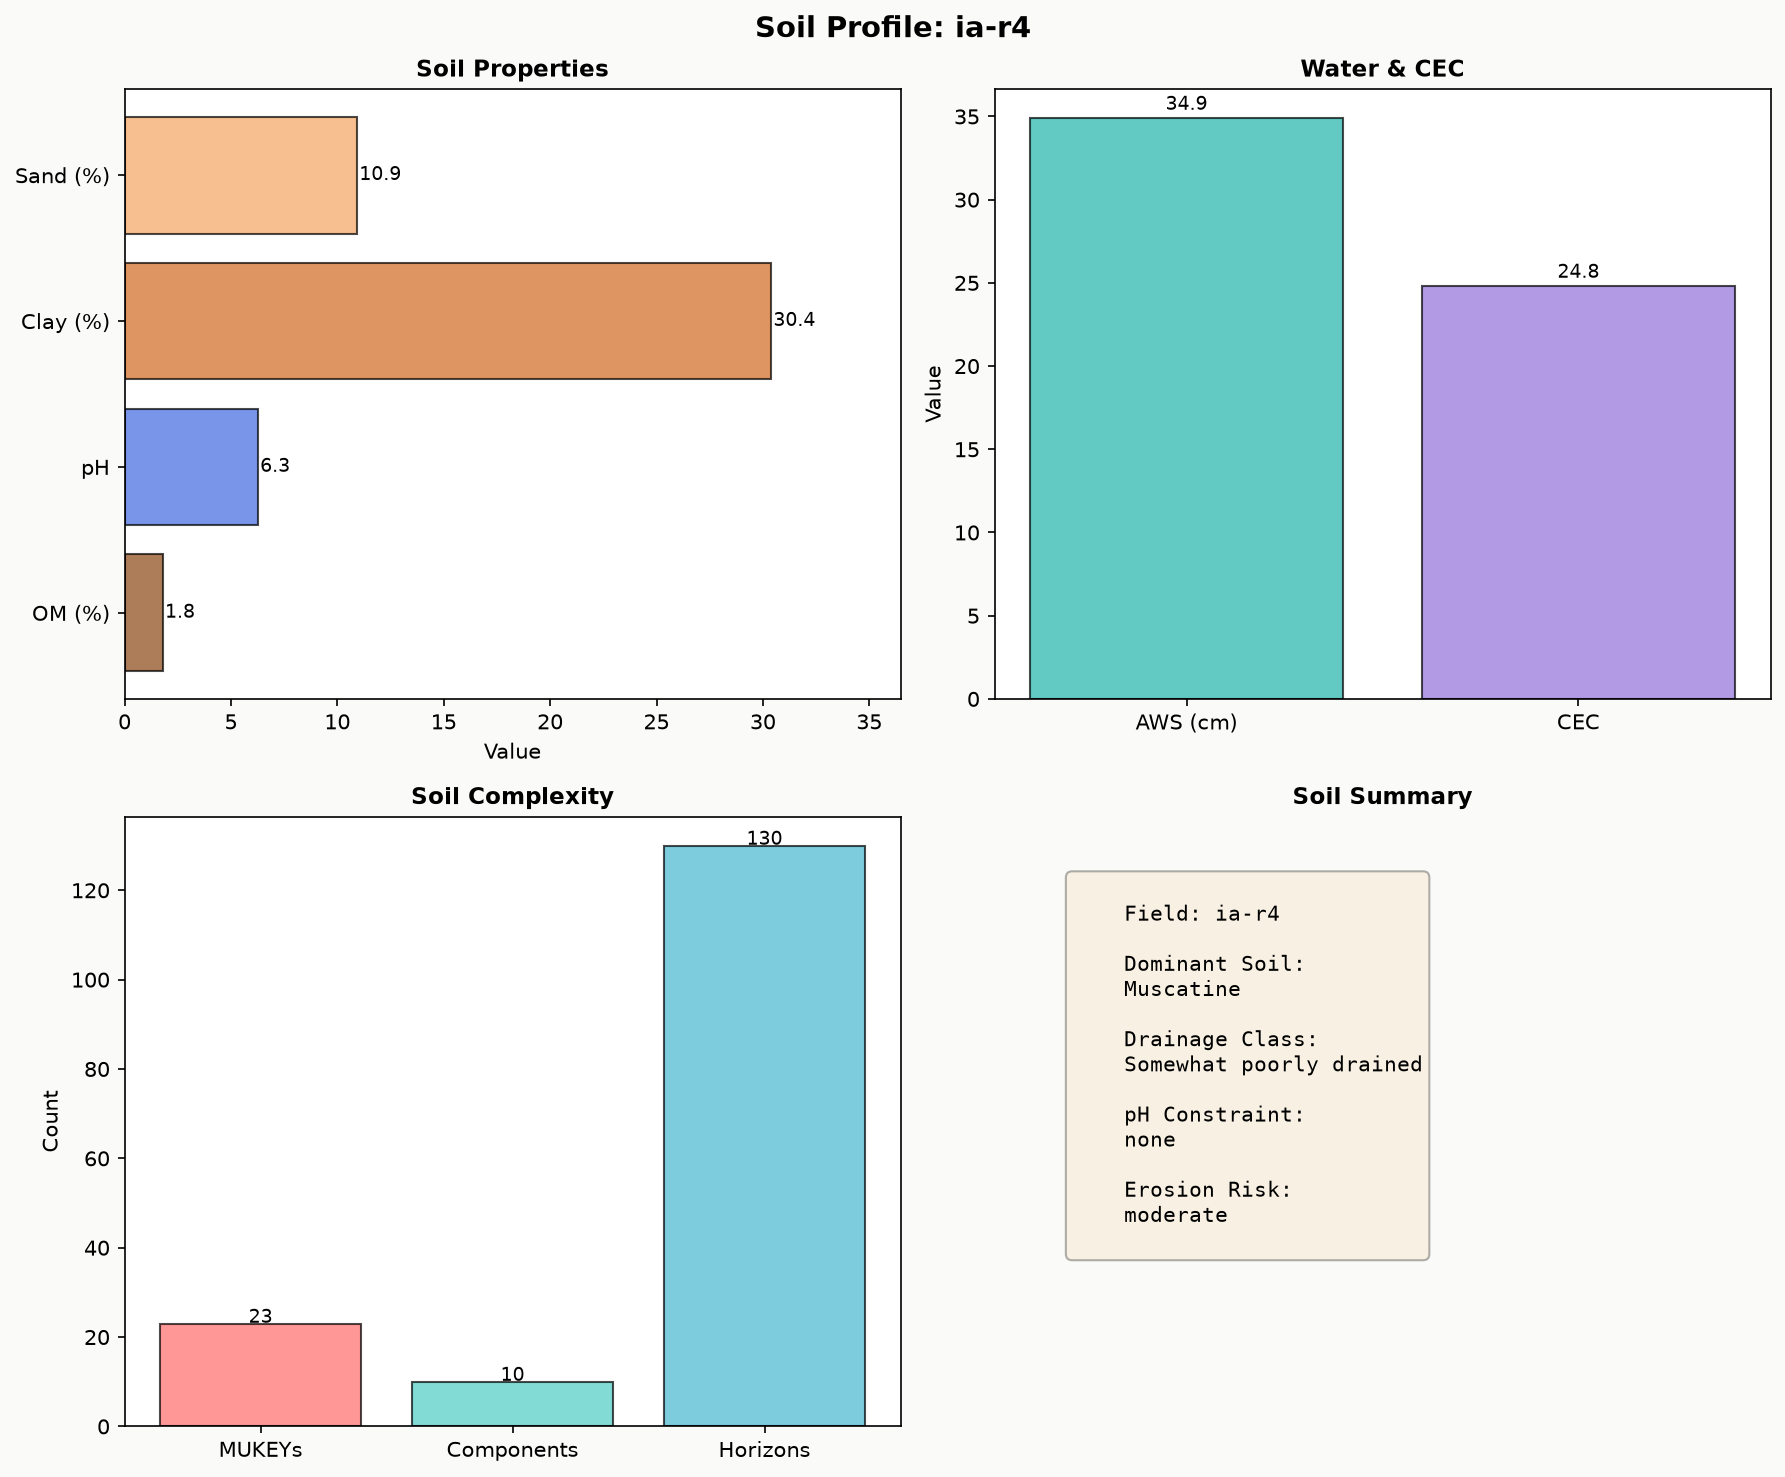 Soil Profile: ia-r4
Soil Properties
Sand (%)
10.9
Clay (%)
30.4
pH
6.3
OM (%)
1.8
0 5 10 15 20 25 30 35
Value
Water & CEC
Value
35
30
25
20
15
10
5
0
34.9
24.8
AWS (cm)
CEC
Soil Complexity
Count
120
100
80
60
40
20
0
23
10
130
MUKEYs
Components
Horizons
Soil Summary
Field: ia-r4
Dominant Soil:
Muscatine
Drainage Class:
Somewhat poorly drained
pH Constraint:
none
Erosion Risk:
moderate